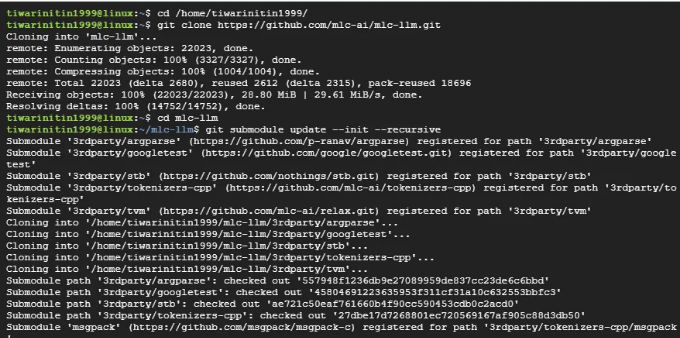 tiwarinitin1999@linux:~$ cd /home/tiwarinitin1999/
tiwarinitin1999@linux:~$ git clone https://github.com/mlc-ai/mlc-llm.git
Cloning into 'mlc-llm'...
remote: Enumerating objects: 22023, done.
remote: Counting objects: 100% (3327/3327), done.
remote: Compressing objects: 100% (1004/1004), done.
remote: Total 22023 (delta 2680), reused 2612 (delta 2315), pack-reused 18696
Receiving objects: 100% (22023/22023), 28.80 MiB | 29.61 MiB/s, done.
Resolving deltas: 100% (14752/14752), done.
tiwarinitin1999@linux:~$ cd mlc-llm
tiwarinitin1999@linux:~/mlc-llm$ git submodule update --init --recursive
Submodule '3rdparty/argparse' (https://github.com/p-ranav/argparse) registered for path '3rdparty/argparse'
Submodule '3rdparty/googletest' (https://github.com/google/googletest.git) registered for path '3rdparty/google
test'
Submodule '3rdparty/stb' (https://github.com/nothings/stb.git) registered for path '3rdparty/stb'
Submodule '3rdparty/tokenizers-cpp' (https://github.com/mlc-ai/tokenizers-cpp) registered for path '3rdparty/to
kenizers-cpp'
Submodule '3rdparty/tvm' (https://github.com/mlc-ai/relax.git) registered for path '3rdparty/tvm'
Cloning into '/home/tiwarinitin1999/mlc-llm/3rdparty/argparse'...
Cloning into '/home/tiwarinitin1999/mlc-llm/3rdparty/googletest'...
Cloning into '/home/tiwarinitin1999/mlc-llm/3rdparty/stb'...
Cloning into '/home/tiwarinitin1999/mlc-llm/3rdparty/tokenizers-cpp'...
Cloning into '/home/tiwarinitin1999/mlc-llm/3rdparty/tvm'...
Submodule path '3rdparty/argparse': checked out '557948f1236db9e27089959de837cc23de6c6bbd'
Submodule path '3rdparty/googletest': checked out '4580469122363595 3f311cf31a10c632553bbfc3'
Submodule path '3rdparty/stb': checked out 'ae721c50eaf761660b4f90cc590453cdb0c2acd0'
Submodule path '3rdparty/tokenizers-cpp': checked out '27dbe17d7268801ec720569167af905c88d3db50'
Submodule 'msgpack' (https://github.com/msgpack/msgpack-c) registered for path '3rdparty/tokenizers-cpp/msgpack
'